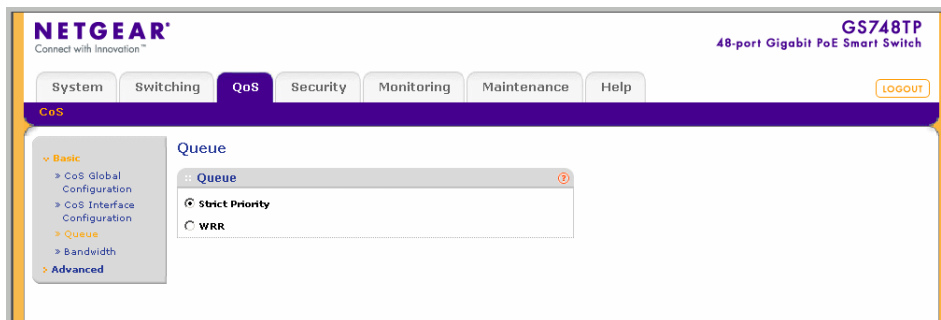 NETGEAR®
Connect with Innovation™
GS748TP
48-port Gigabit PoE Smart Switch
System
Switching
QoS
Security
Monitoring
Maintenance
Help
LOGOUT
CoS
Basic
» CoS Global
Configuration
» CoS Interface
Configuration
» Queue
» Bandwidth
> Advanced
Queue
:: Queue
?
Strict Priority
WRR